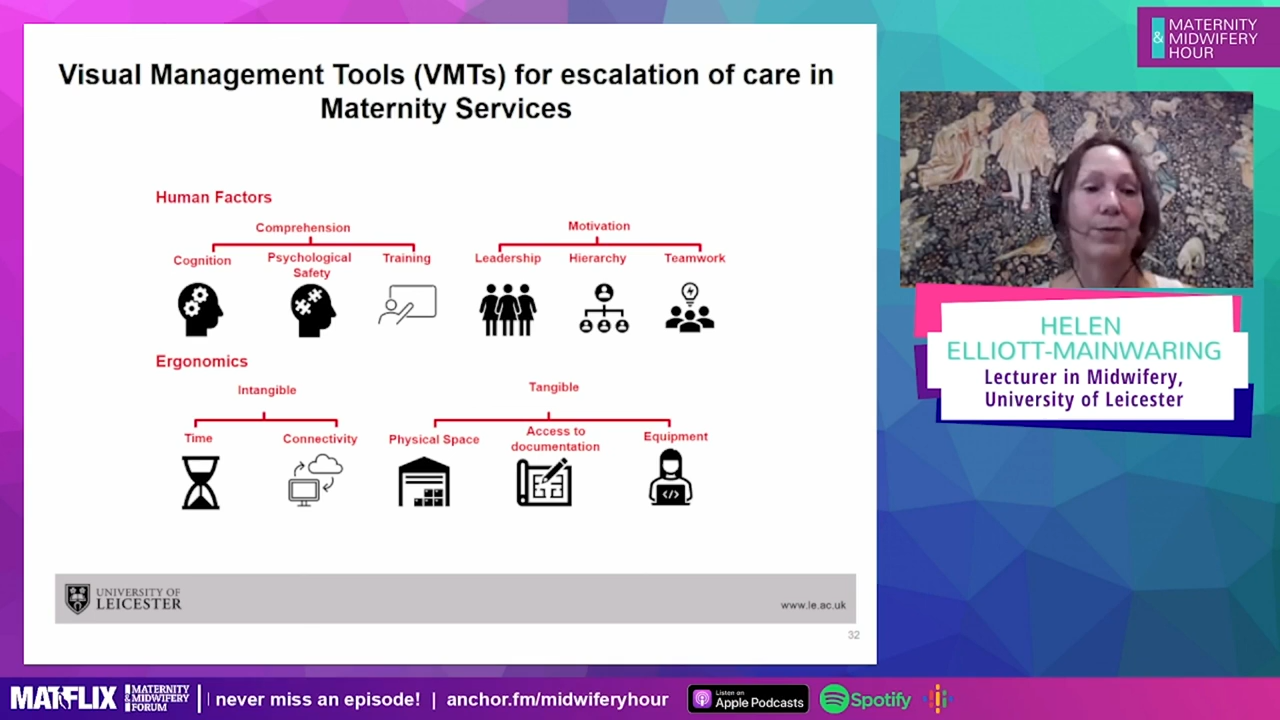 MATERNITY
& MIDWIFERY
HOUR
Visual Management Tools (VMTs) for escalation of care in
Maternity Services
Human Factors
Comprehension
Motivation
Cognition
Psychological
Safety
Training
Leadership
Hierarchy
Teamwork
Ergonomics
Intangible
Tangible
Time
Connectivity
Physical Space
Access to
documentation
Equipment
</>
UNIVERSITY OF
LEICESTER
www.le.ac.uk
32
HELEN
ELLIOTT-MAINWARING
Lecturer in Midwifery,
University of Leicester
MATFLIX
MATERNITY
&MIDWIFERY
FORUM
never miss an episode! | anchor.fm/midwiferyhour
Listen on
Apple Podcasts
Spotify